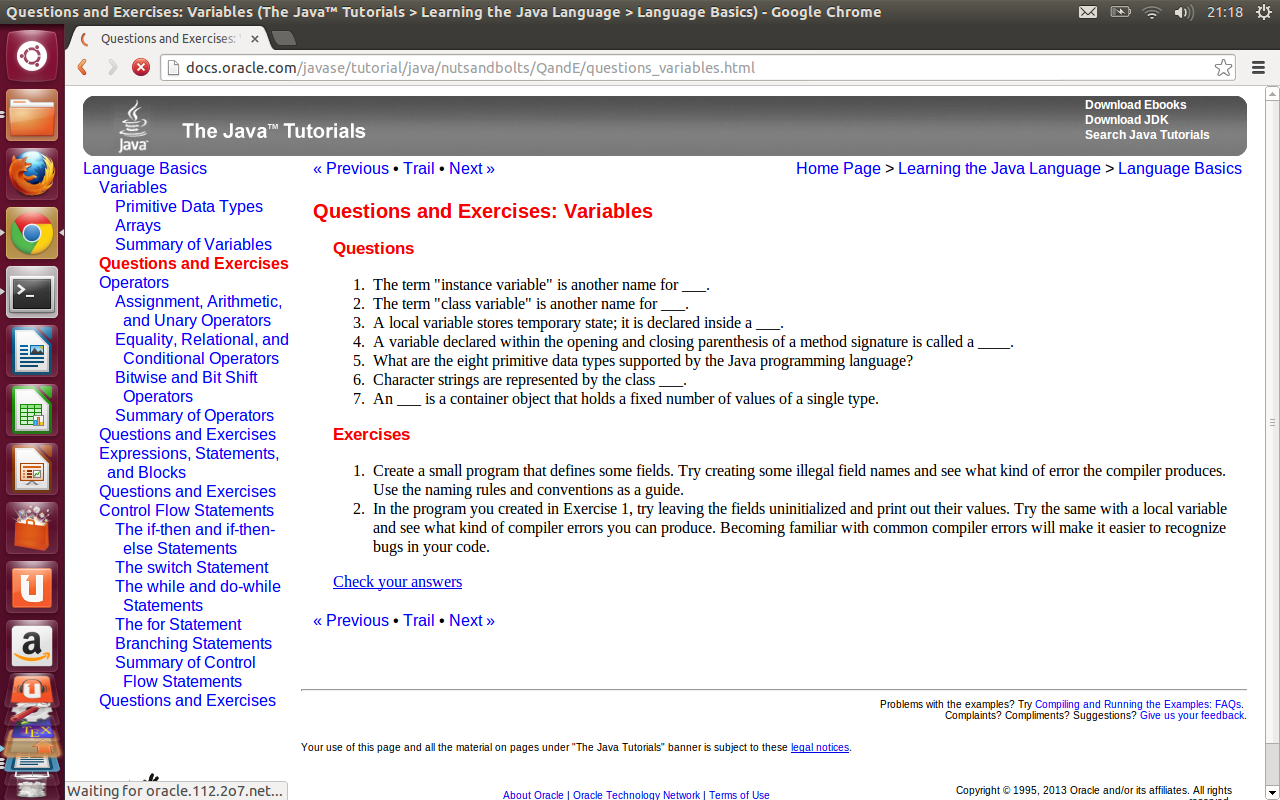 Questions and Exercises: Variables (The Java™ Tutorials > Learning the Java Language > Language Basics) - Google Chrome
21:18
Questions and Exercises:
docs.oracle.com/javase/tutorial/java/nutsandbolts/QandE/questions_variables.html
Java
The Java™ Tutorials
Download Ebooks
Download JDK
Search Java Tutorials
Language Basics
Variables
Primitive Data Types
Arrays
Summary of Variables
Questions and Exercises
Operators
Assignment, Arithmetic,
and Unary Operators
Equality, Relational, and
Conditional Operators
Bitwise and Bit Shift
Operators
Summary of Operators
Questions and Exercises
Expressions, Statements,
and Blocks
Questions and Exercises
Control Flow Statements
The if-then and if-then-
else Statements
The switch Statement
The while and do-while
Statements
The for Statement
Branching Statements
Summary of Control
Flow Statements
Questions and Exercises
« Previous • Trail • Next »
Home Page > Learning the Java Language > Language Basics
Questions and Exercises: Variables
Questions
1. The term "instance variable" is another name for ___.
2. The term "class variable" is another name for ___.
3. A local variable stores temporary state; it is declared inside a ___.
4. A variable declared within the opening and closing parenthesis of a method signature is called a ____.
5. What are the eight primitive data types supported by the Java programming language?
6. Character strings are represented by the class ___.
7. An ___ is a container object that holds a fixed number of values of a single type.
Exercises
1. Create a small program that defines some fields. Try creating some illegal field names and see what kind of error the compiler produces.
Use the naming rules and conventions as a guide.
2. In the program you created in Exercise 1, try leaving the fields uninitialized and print out their values. Try the same with a local variable
and see what kind of compiler errors you can produce. Becoming familiar with common compiler errors will make it easier to recognize
bugs in your code.
Check your answers
« Previous • Trail • Next »
Problems with the examples? Try Compiling and Running the Examples: FAQs.
Complaints? Compliments? Suggestions? Give us your feedback.
Your use of this page and all the material on pages under "The Java Tutorials" banner is subject to these legal notices.
About Oracle | Oracle Technology Network | Terms of Use
Copyright © 1995, 2013 Oracle and/or its affiliates. All rights
Waiting for oracle.112.2o7.net...